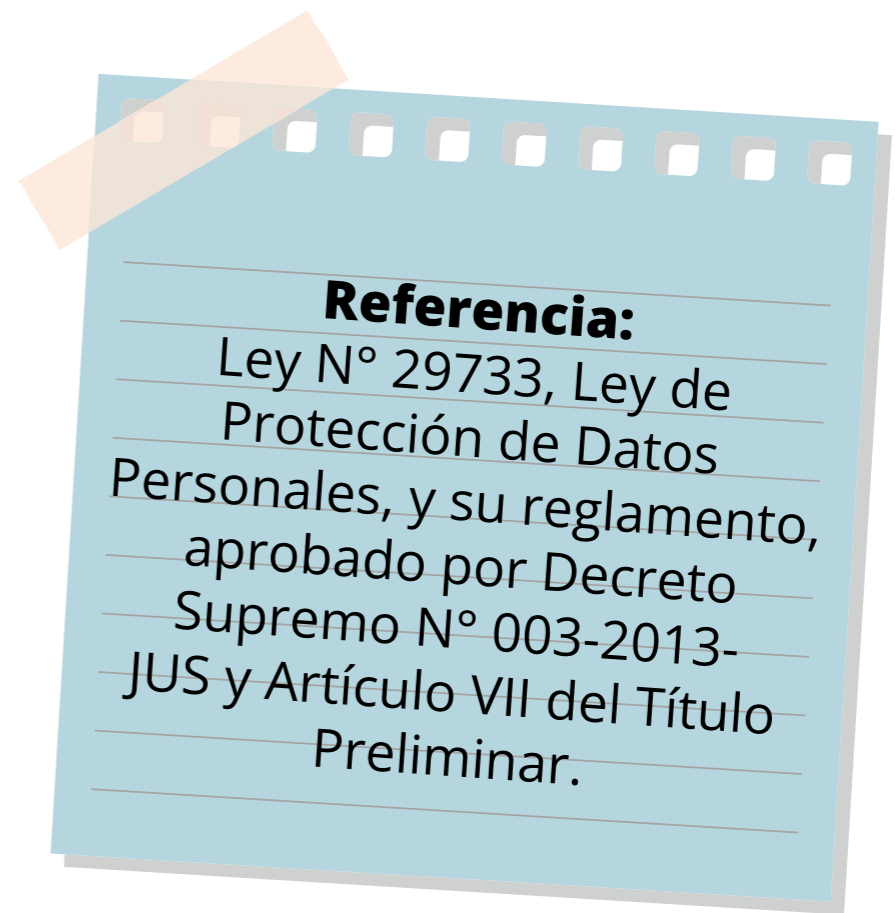 Referencia:
Ley N° 29733, Ley de
Protección de Datos
Personales, y su reglamento,
aprobado por Decreto
Supremo N° 003-2013-
JUS y Artículo VII del Título
Preliminar.